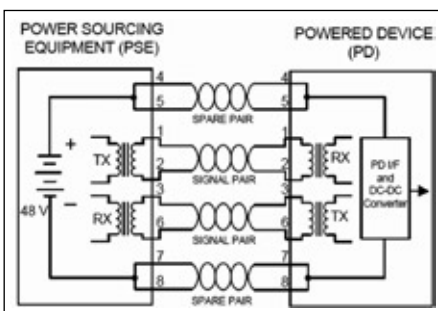 POWER SOURCING
EQUIPMENT (PSE)
POWERED DEVICE
(PD)
4
5
SPARE PAIR
4
5
1
2
TX
SIGNAL PAIR
1
2
RX
+
48 V
−
3
6
RX
SIGNAL PAIR
3
6
TX
PD I/F
and
DC-DC
Converter
7
8
SPARE PAIR
7
8